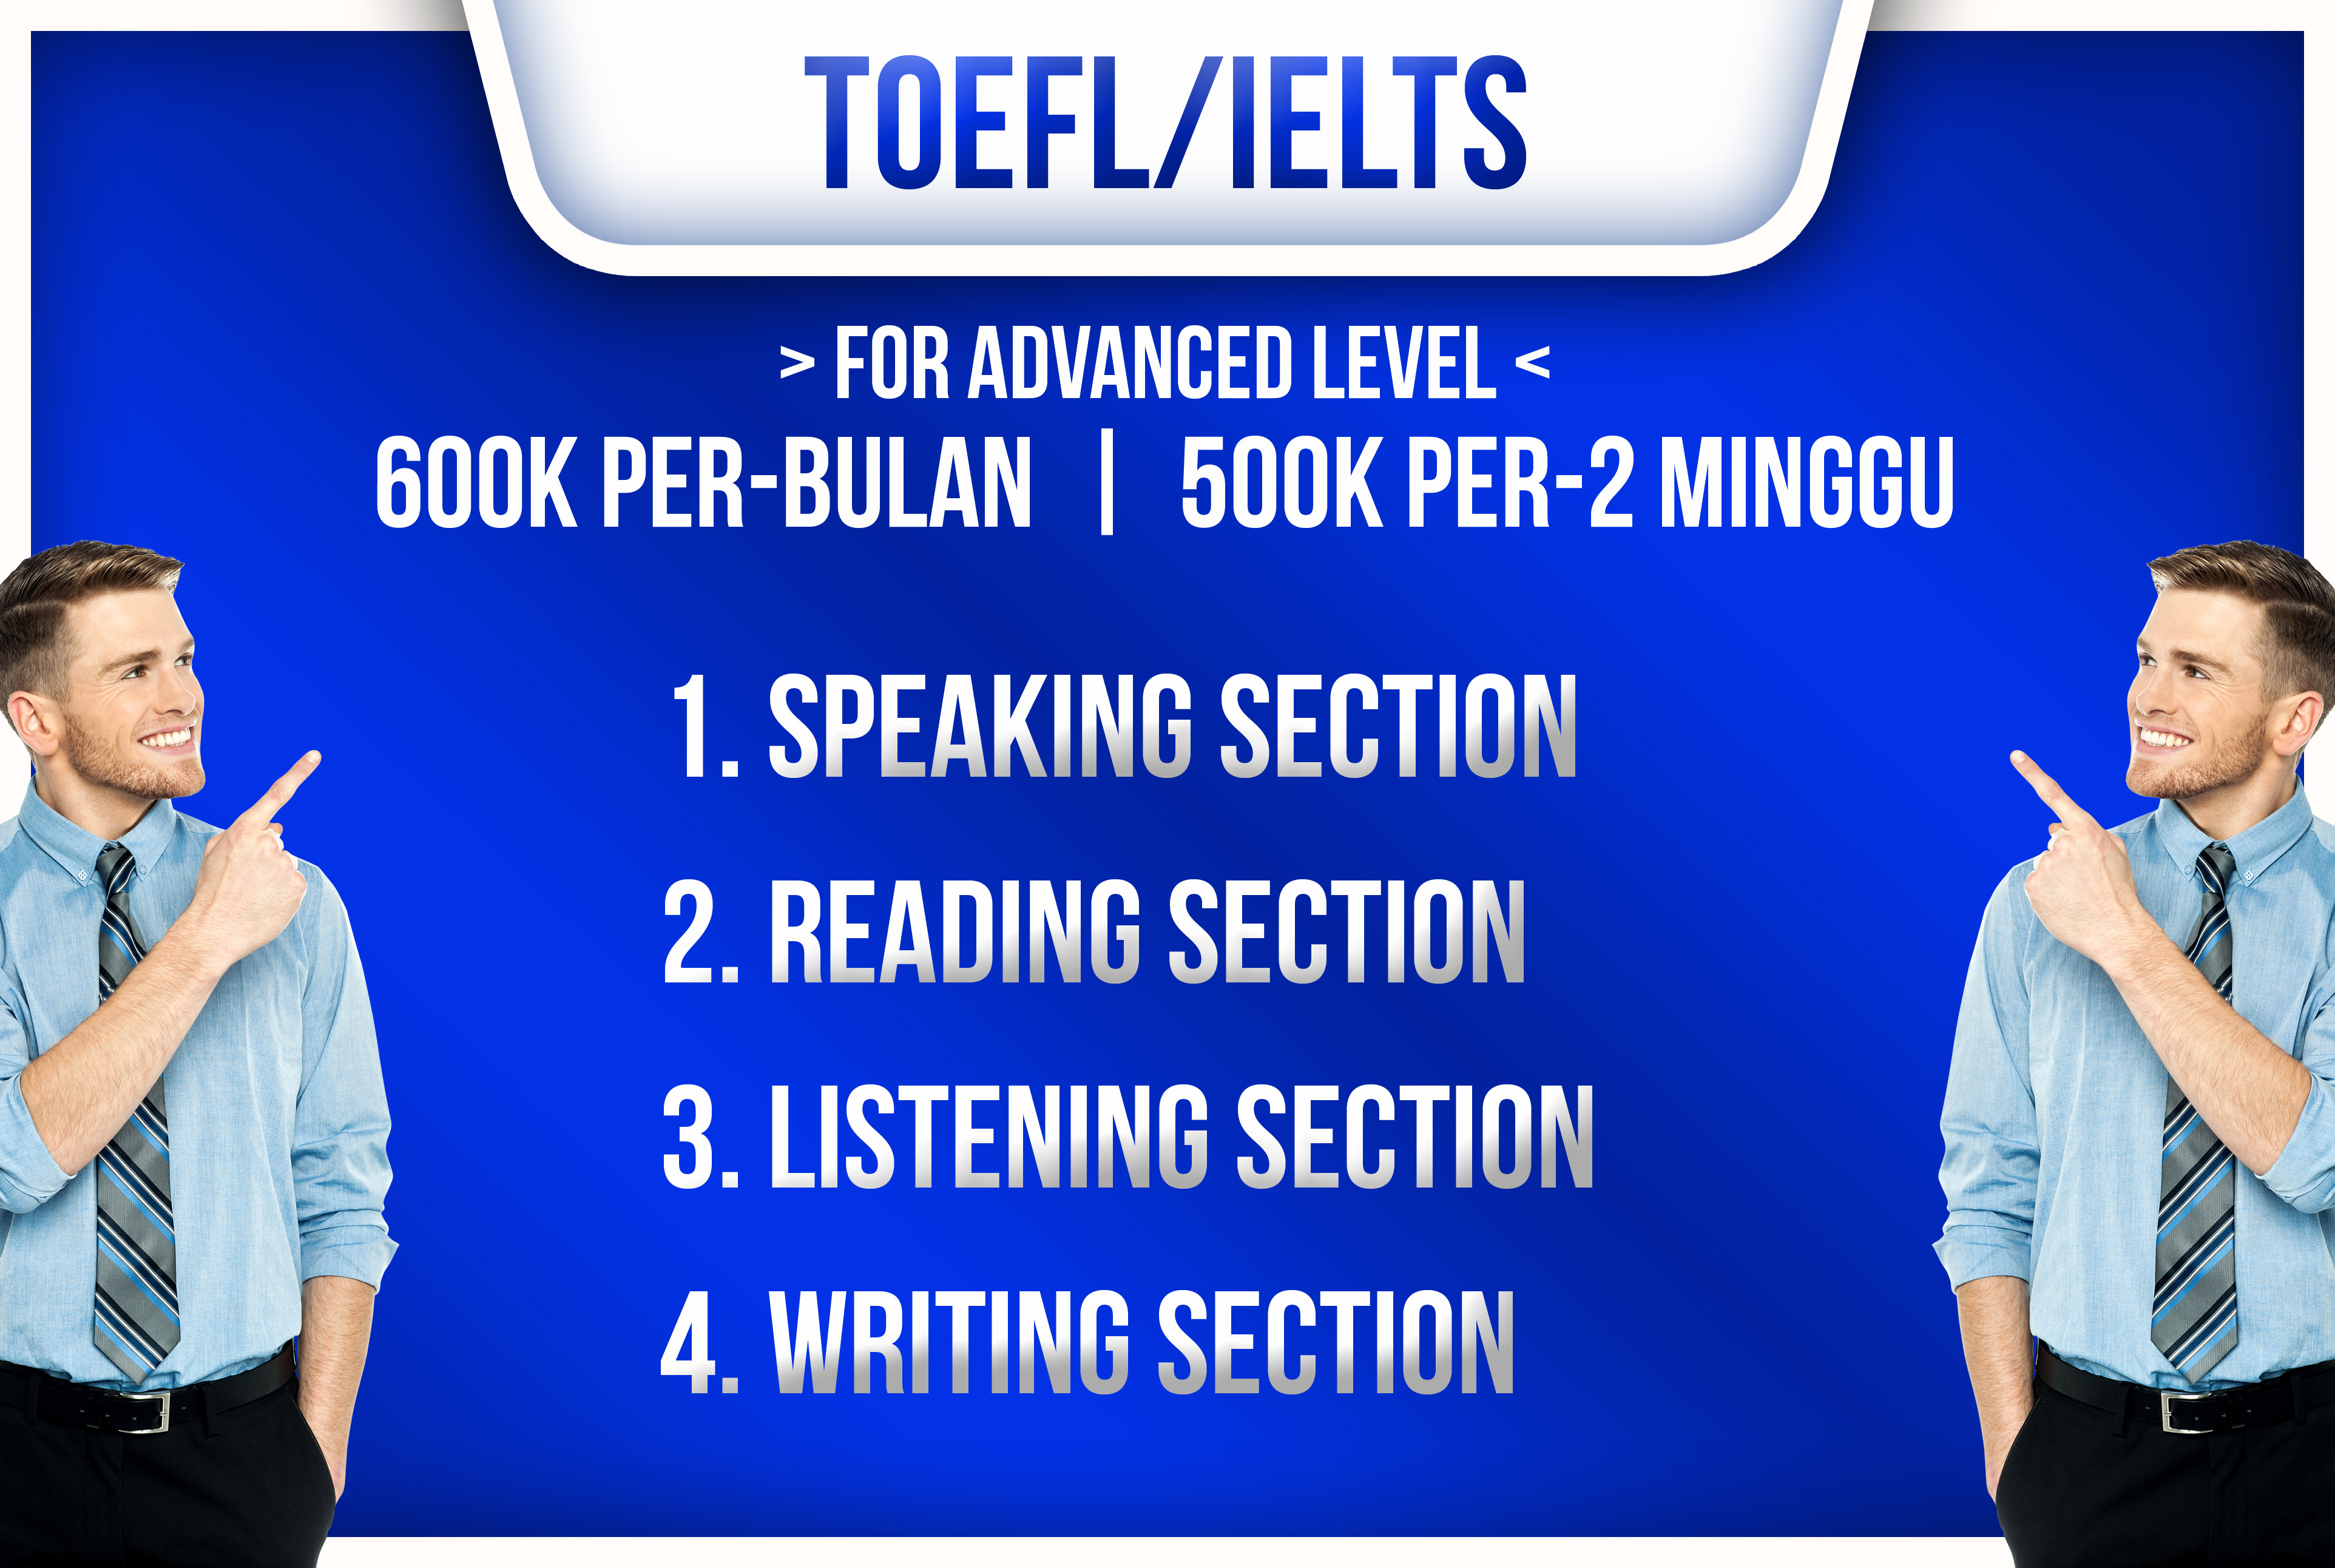 TOEFL/IELTS
> FOR ADVANCED LEVEL <
600K PER-BULAN | 500K PER-2 MINGGU
1. SPEAKING SECTION
2. READING SECTION
3. LISTENING SECTION
4. WRITING SECTION